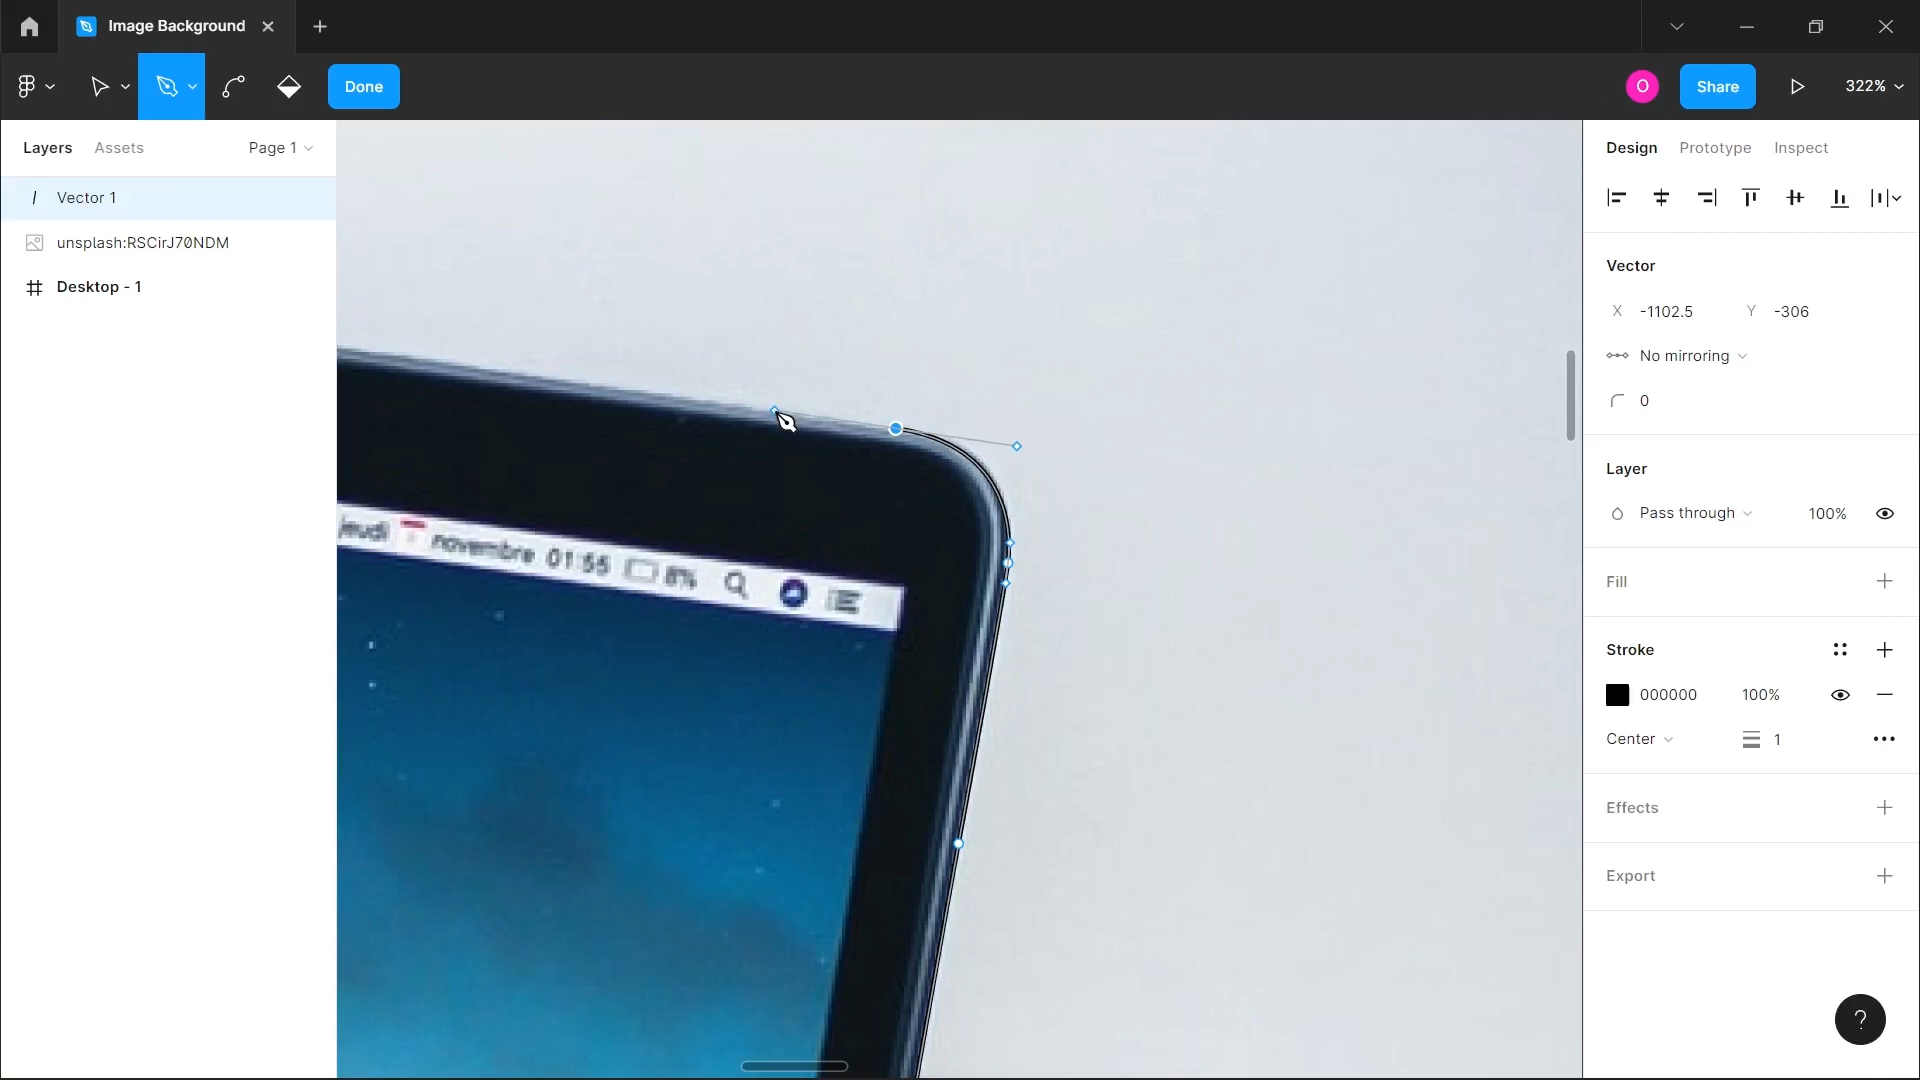 Image Background
Done
O
Share
322%
Layers
Assets
Page 1
Design
Prototype
Inspect
Vector 1
unsplash:RSCirJ70NDM
Desktop - 1
Vector
X
-1102.5
Y
-306
No mirroring
0
Layer
Pass through
100%
Fill
Stroke
000000
100%
Center
1
Effects
Export
?
jeudi
novembre 01:55
8%